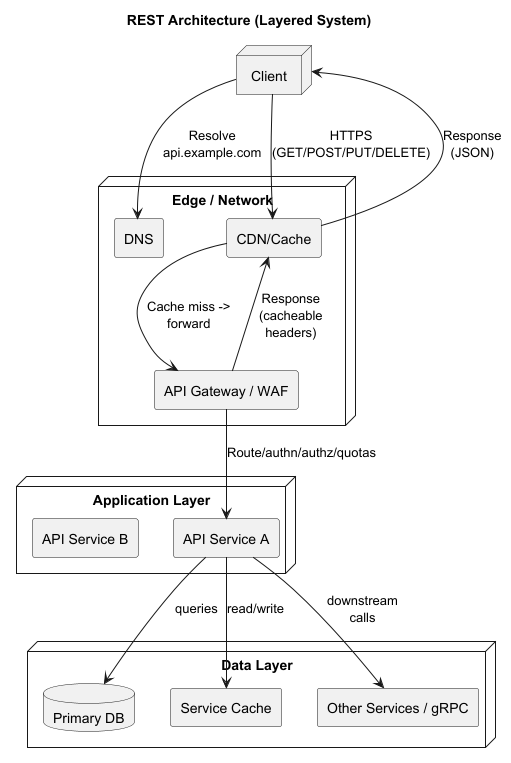 REST Architecture (Layered System)
Client
Resolve
api.example.com
HTTPS
(GET/POST/PUT/DELETE)
Response
(JSON)
Edge / Network
DNS
CDN/Cache
Cache miss ->
forward
Response
(cacheable
headers)
API Gateway / WAF
Route/authn/authz/quotas
Application Layer
API Service B
API Service A
queries
read/write
downstream
calls
Data Layer
Primary DB
Service Cache
Other Services / gRPC